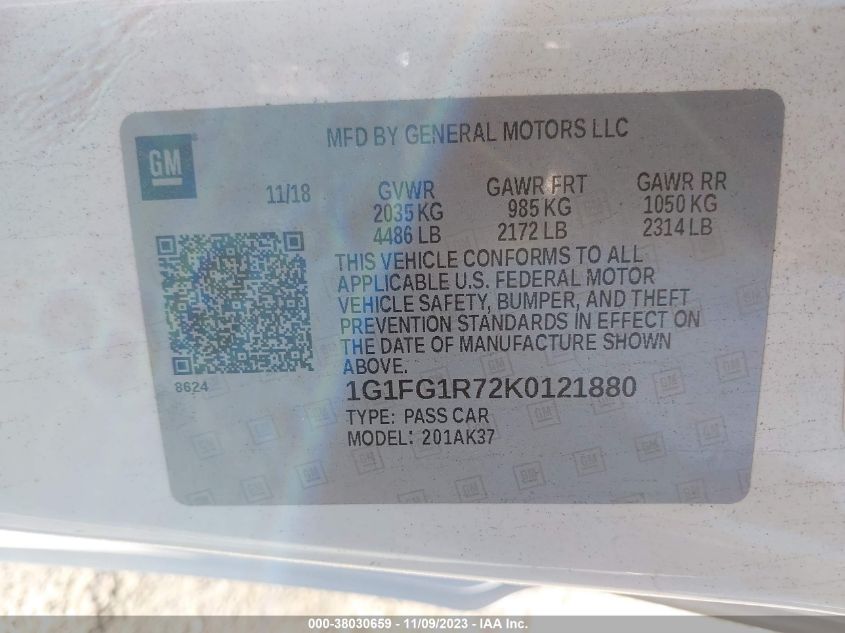 MFD BY GENERAL MOTORS LLC
GM
11/18 GVWR GAWR FRT GAWR RR
2035 KG 985 KG 1050 KG
4486 LB 2172 LB 2314 LB
THIS VEHICLE CONFORMS TO ALL
APPLICABLE U.S. FEDERAL MOTOR
VEHICLE SAFETY, BUMPER, AND THEFT
PREVENTION STANDARDS IN EFFECT ON
THE DATE OF MANUFACTURE SHOWN
ABOVE.
8624
1G1FG1R72K0121880
TYPE: PASS CAR
MODEL: 201AK37
000-38030659 - 11/09/2023 - IAA Inc.